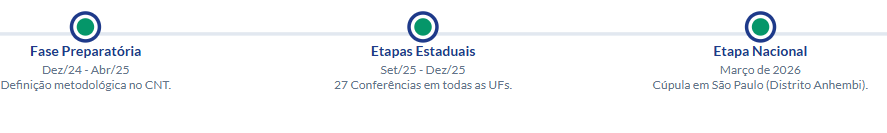 Fase Preparatória
Dez/24 - Abr/25
Definição metodológica no CNT.
Etapas Estaduais
Set/25 - Dez/25
27 Conferências em todas as UFs.
Etapa Nacional
Março de 2026
Cúpula em São Paulo (Distrito Anhembi).